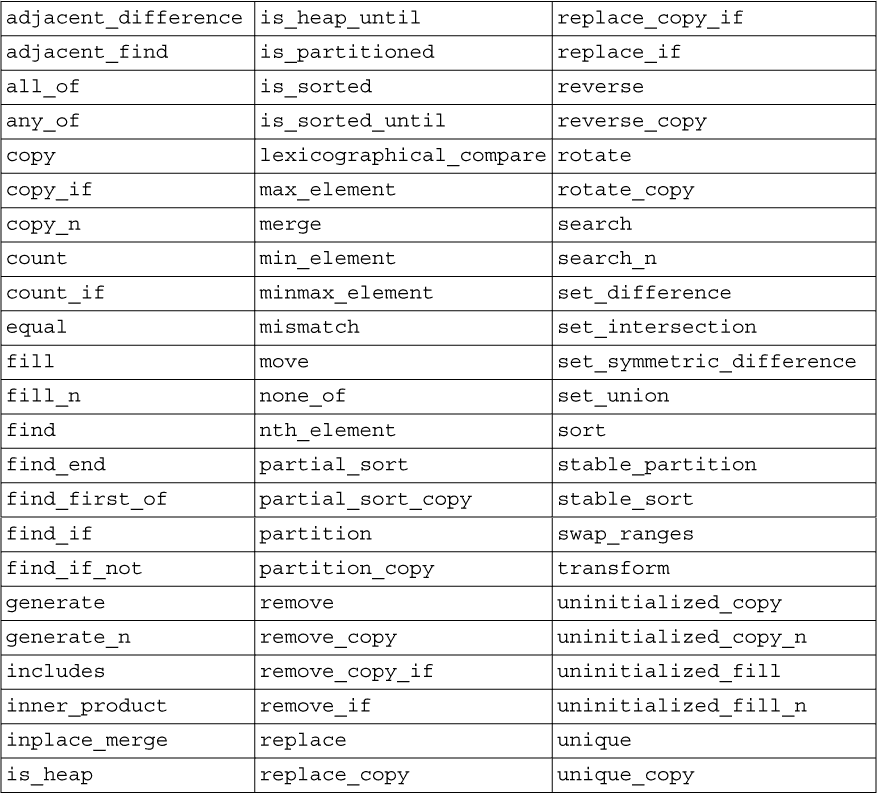 adjacent_difference is_heap_until replace_copy_if
adjacent_find is_partitioned replace_if
all_of is_sorted reverse
any_of is_sorted_until reverse_copy
copy lexicographical_compare rotate
copy_if max_element rotate_copy
copy_n merge search
count min_element search_n
count_if minmax_element set_difference
equal mismatch set_intersection
fill move set_symmetric_difference
fill_n none_of set_union
find nth_element sort
find_end partial_sort stable_partition
find_first_of partial_sort_copy stable_sort
find_if partition swap_ranges
find_if_not partition_copy transform
generate remove uninitialized_copy
generate_n remove_copy uninitialized_copy_n
includes remove_copy_if uninitialized_fill
inner_product remove_if uninitialized_fill_n
inplace_merge replace unique
is_heap replace_copy unique_copy